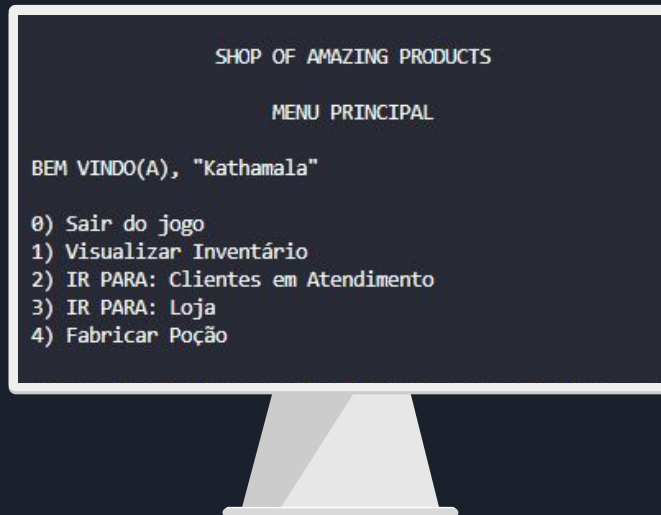 SHOP OF AMAZING PRODUCTS
MENU PRINCIPAL
BEM VINDO(A), "Kathamala"
0) Sair do jogo
1) Visualizar Inventário
2) IR PARA: Clientes em Atendimento
3) IR PARA: Loja
4) Fabricar Poção